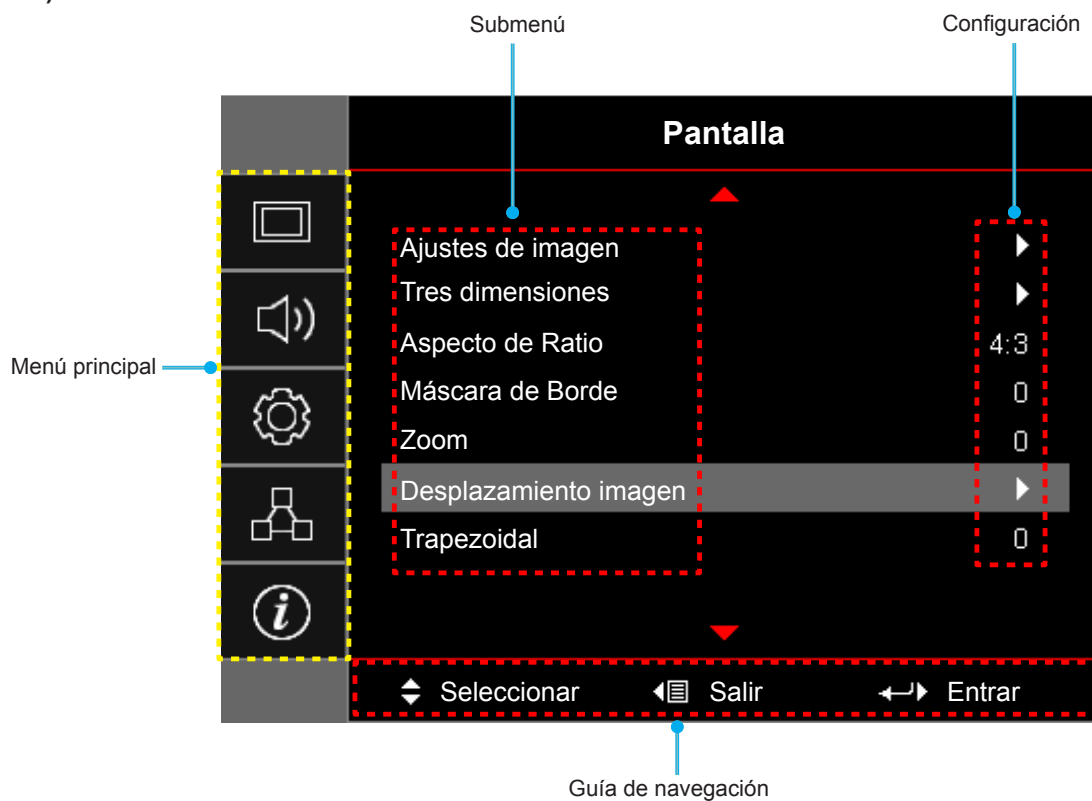 Submenú
Configuración
Pantalla
Ajustes de imagen
Tres dimensiones
Aspecto de Ratio 4:3
Menú principal
Máscara de Borde 0
Zoom 0
Desplazamiento imagen
Trapezoidal 0
Seleccionar Salir Entrar
Guía de navegación